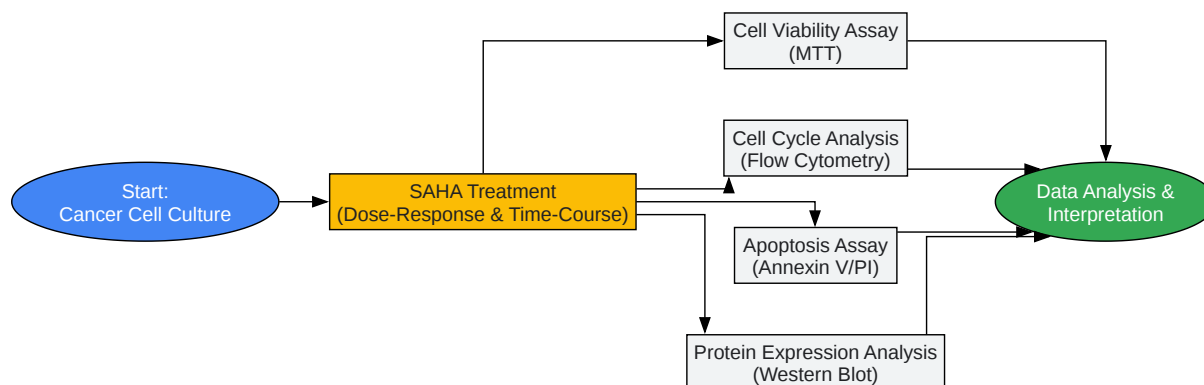 Start:
Cancer Cell Culture
SAHA Treatment
(Dose-Response & Time-Course)
Cell Viability Assay
(MTT)
Cell Cycle Analysis
(Flow Cytometry)
Apoptosis Assay
(Annexin V/PI)
Protein Expression Analysis
(Western Blot)
Data Analysis &
Interpretation